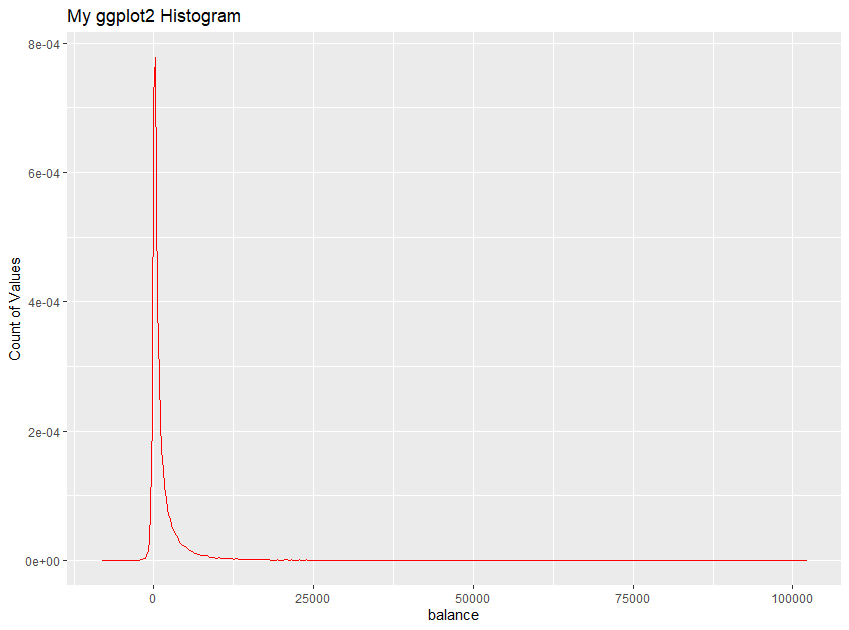 My ggplot2 Histogram
8e-04
6e-04
4e-04
2e-04
0e+00
Count of Values
0 25000 50000 75000 100000
balance